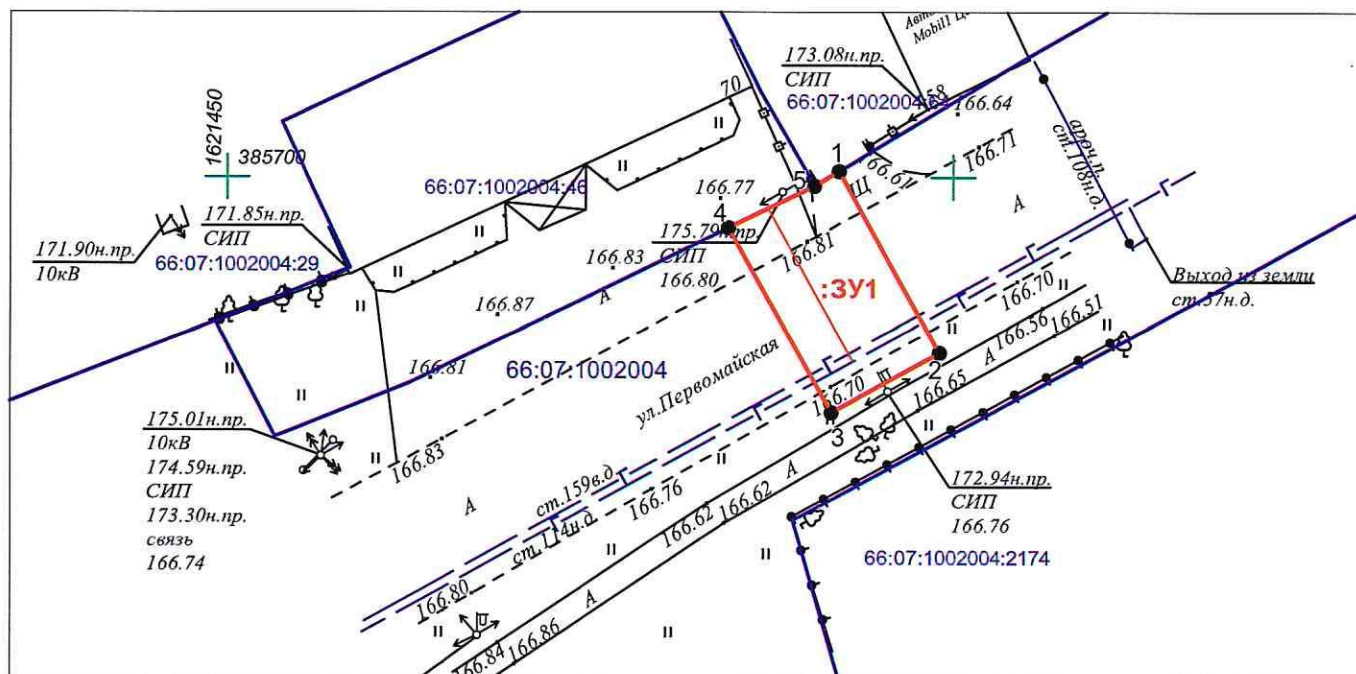 Mobil1
173.08н.пр.
СИП
66:07:1002004:
58
166.64
70
1621450
385700
66:07:1002004:46
166.77
5
1
Щ
66.61
166.71
ароч.п.
ст.108н.д.
171.90н.пр.
10кВ
171.85н.пр.
СИП
66:07:1002004:29
4
175.79н.пр.
СИП
166.81
166.83
166.80
А
А
:ЗУ1
166.70
Выход из земли
ст.57н.д.
166.87
166.81
66:07:1002004
ул.Первомайская
166.56
166.51
А
2
166.65
166.70
3
175.01н.пр.
10кВ
174.59н.пр.
СИП
173.30н.пр.
связь
166.74
166.83
А
ст.159в.д.
ст.114н.д.
166.76
166.62
166.62
А
172.94н.пр.
СИП
166.76
66:07:1002004:2174
166.80
А
166.84
166.86